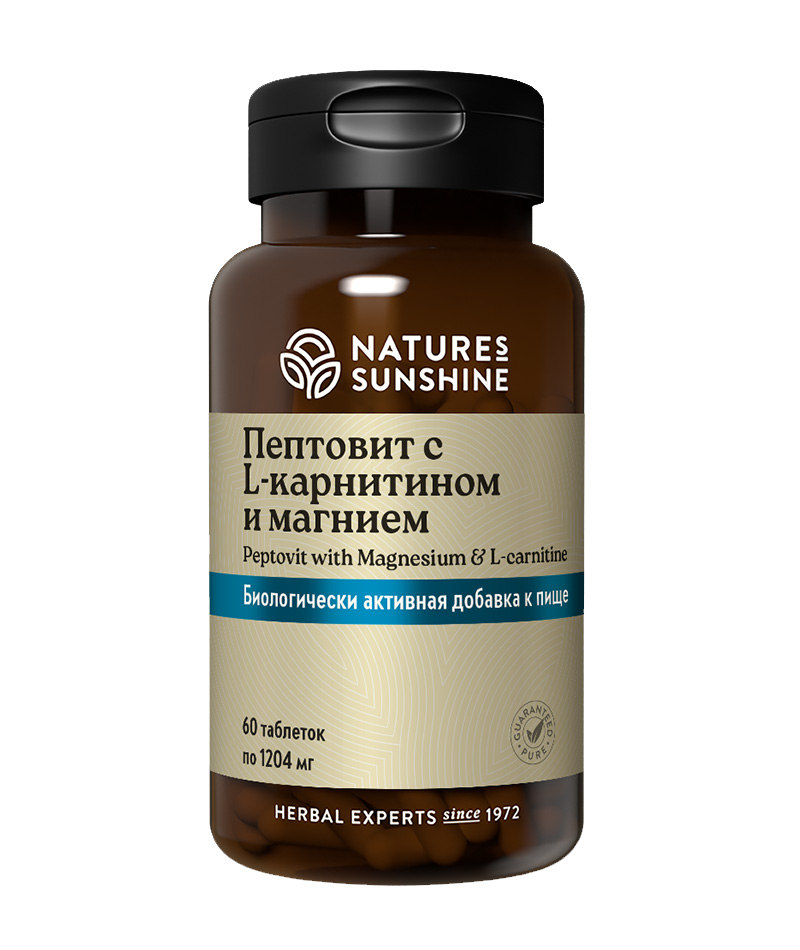 NATURES
SUNSHINE
Пептовит с
L-карнитином
и магнием
Peptovit with Magnesium & L-carnitine
Биологически активная добавка к пище
60 таблеток
по 1204 мг
GUARANTEED
PURE
HERBAL EXPERTS since 1972